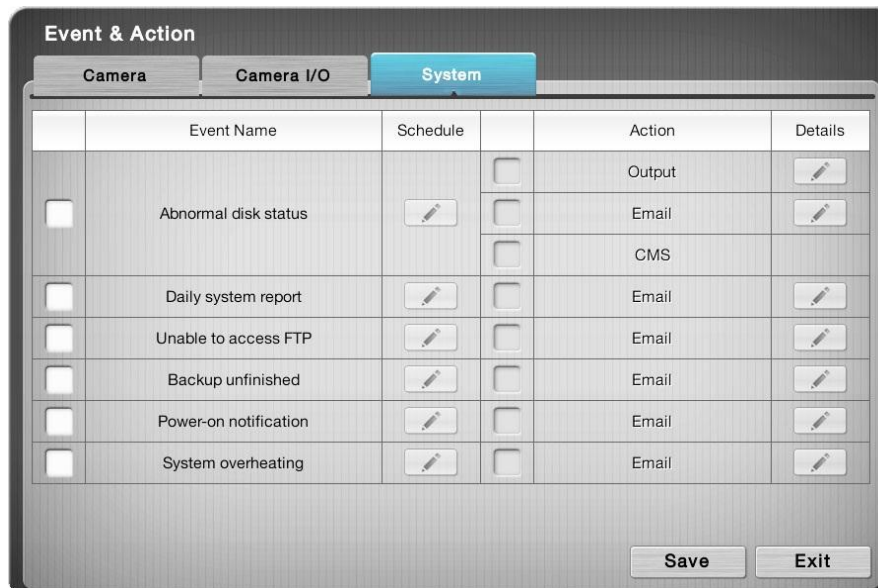 Event & Action
Camera Camera I/O System
Event Name Schedule Action Details
Output
Abnormal disk status Email
CMS
Daily system report Email
Unable to access FTP Email
Backup unfinished Email
Power-on notification Email
System overheating Email
Save Exit